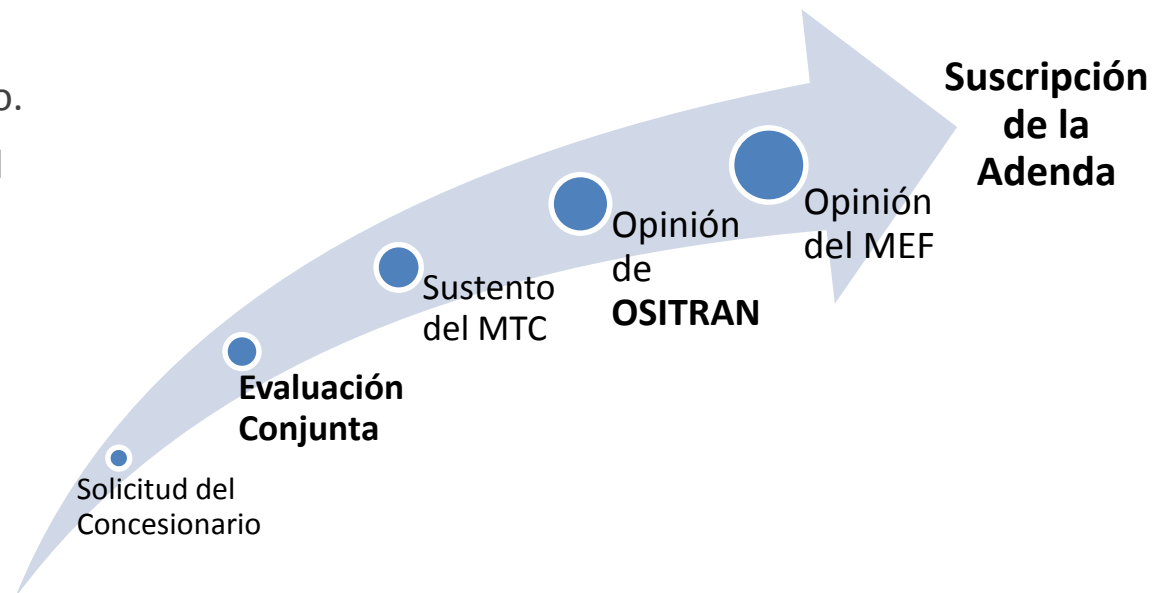 o.
Suscripción
de la
Adenda
Opinión
del MEF
Opinión
de
OSITRAN
Sustento
del MTC
Evaluación
Conjunta
Solicitud del
Concesionario